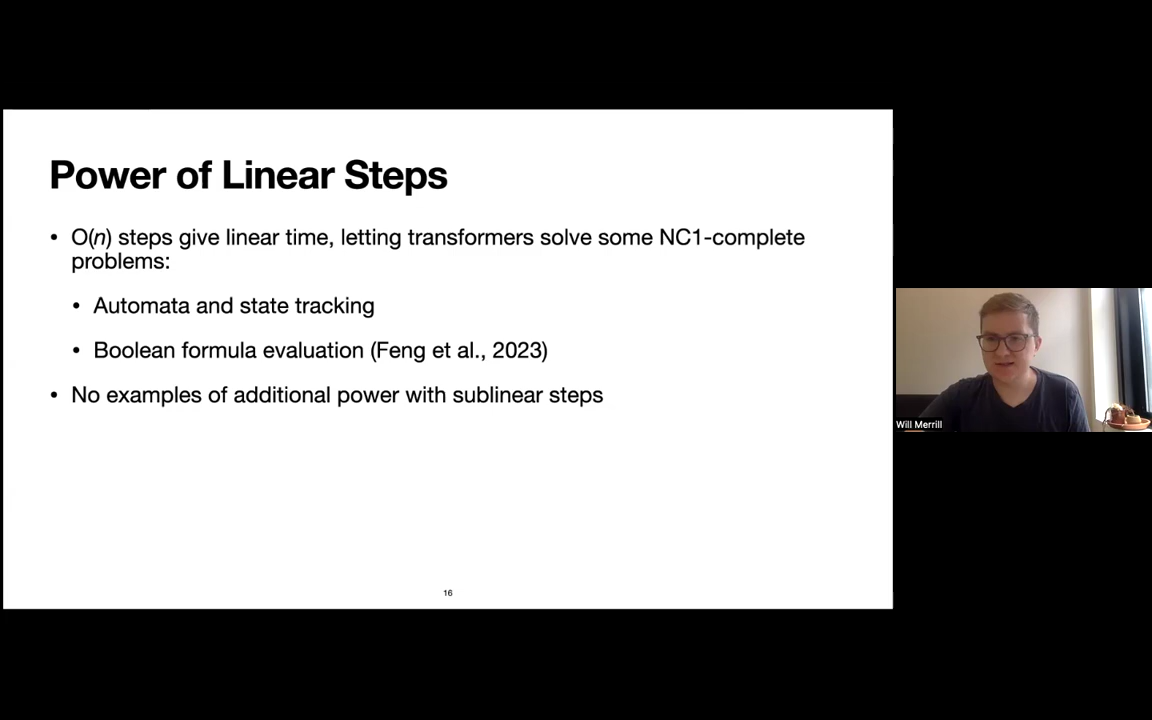 Power of Linear Steps
• O(n) steps give linear time, letting transformers solve some NC1-complete
problems:
• Automata and state tracking
• Boolean formula evaluation (Feng et al., 2023)
• No examples of additional power with sublinear steps
Will Merrill
16